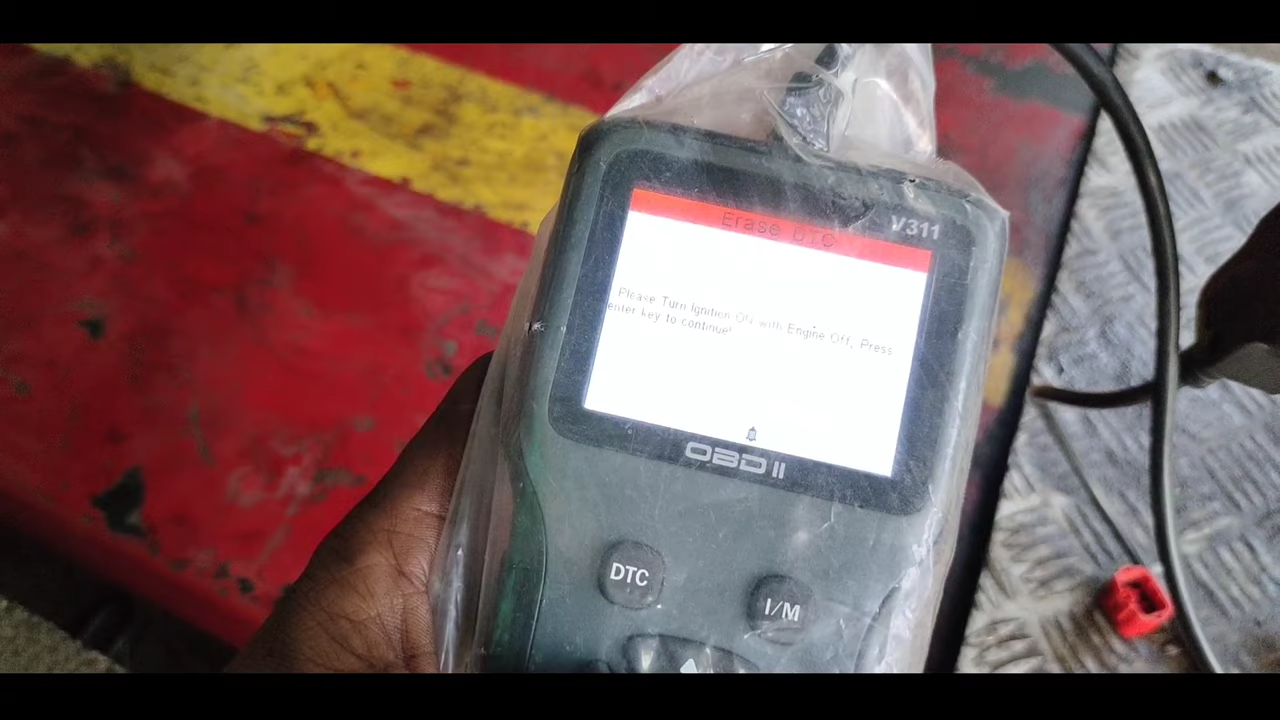 Erase DTC
V311
Please Turn Ignition ON with Engine Off, Press
enter key to continue!
OBD II
DTC
I/M